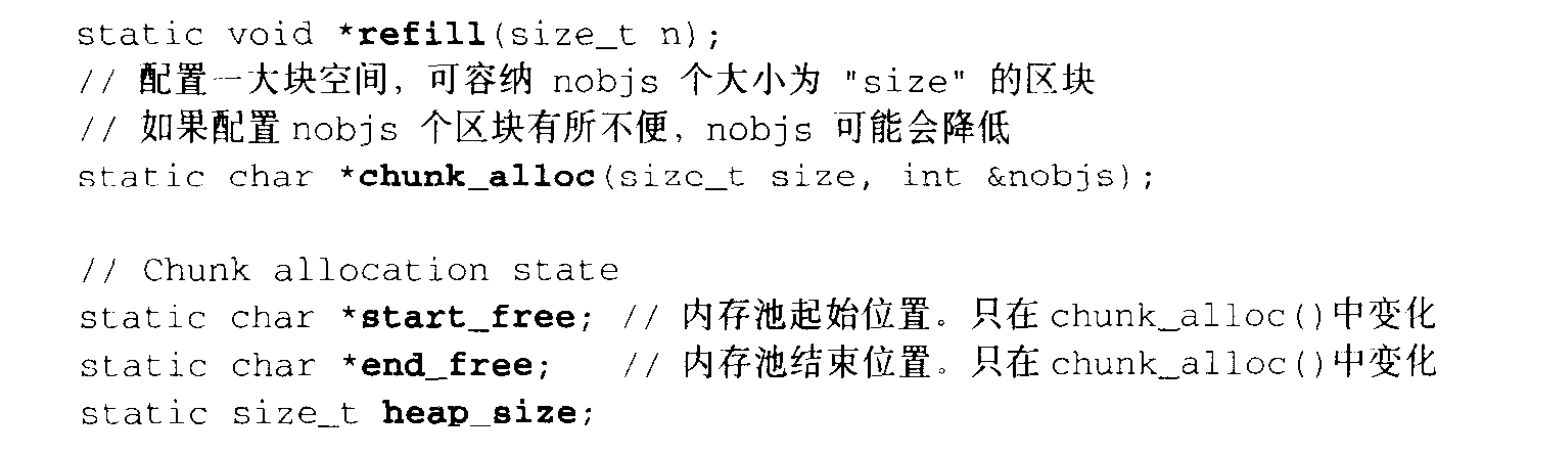 static void *refill(size_t n);
// 配置一大块空间，可容纳 nobjs 个大小为 "size" 的区块
// 如果配置 nobjs 个区块有所不便，nobjs 可能会降低
static char *chunk_alloc(size_t size, int &nobjs);
// Chunk allocation state
static char *start_free; // 内存池起始位置。只在 chunk_alloc()中变化
static char *end_free; // 内存池结束位置。只在 chunk_alloc()中变化
static size_t heap_size;